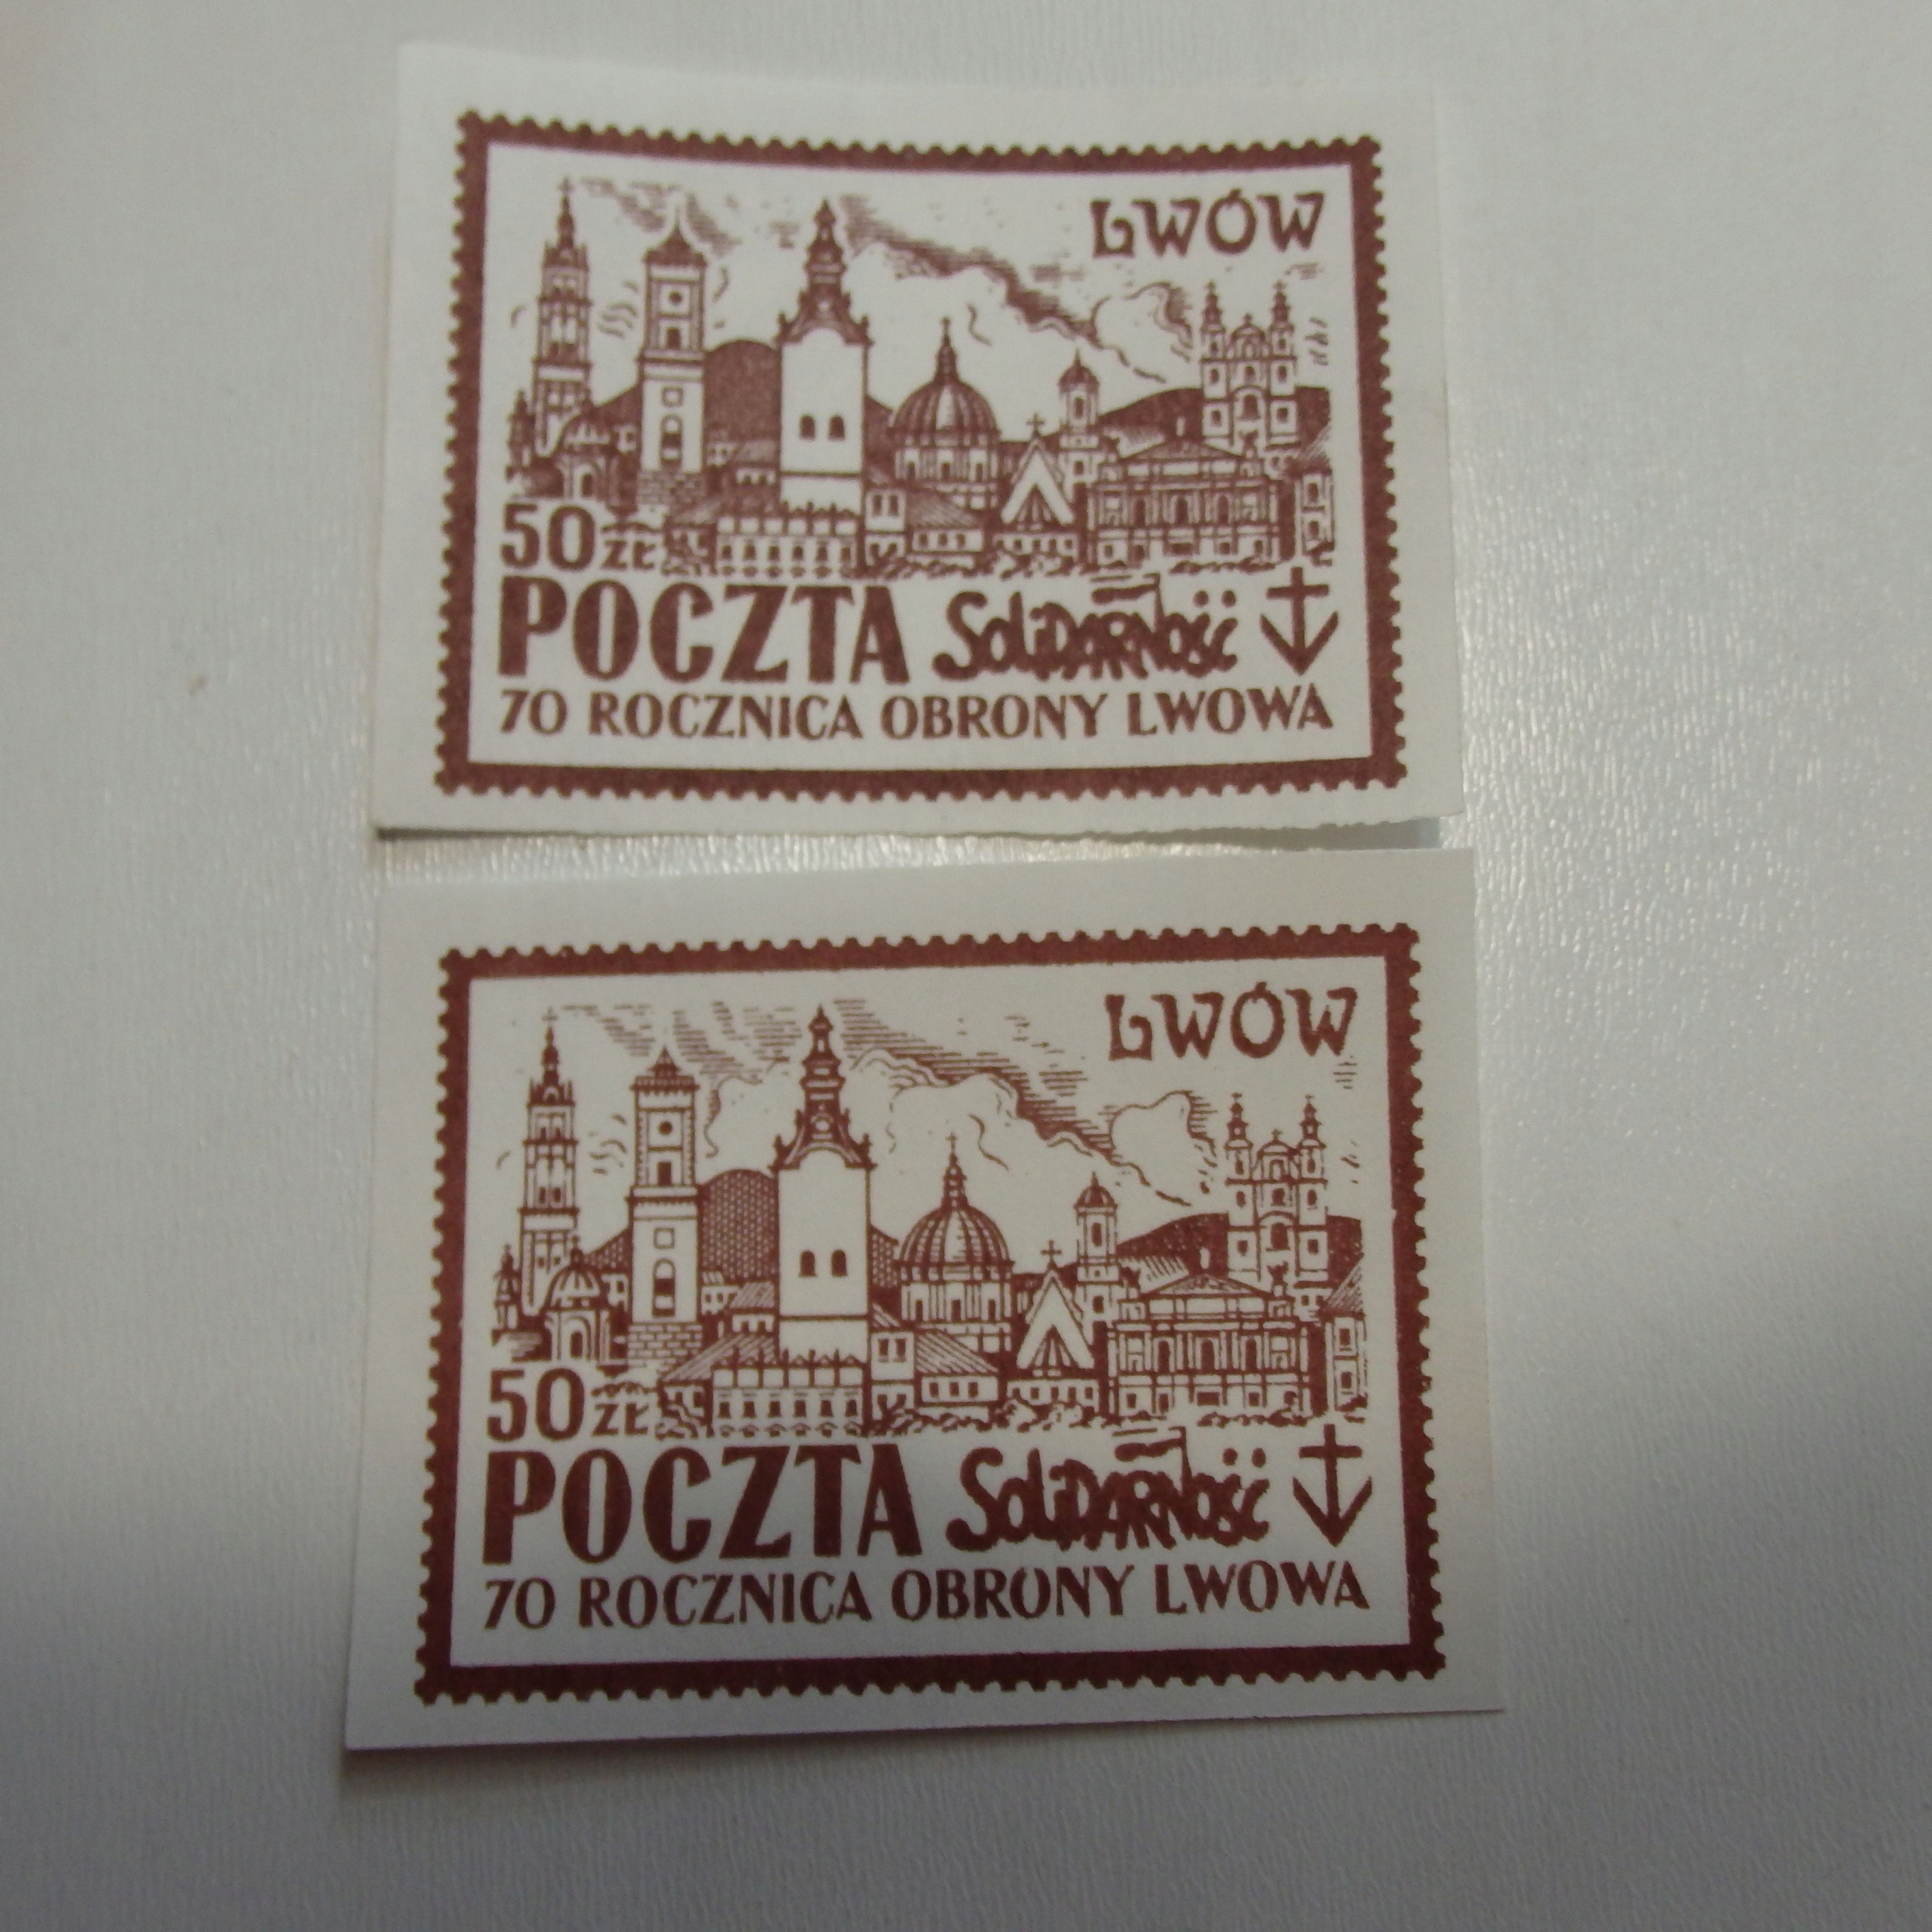 LWÓW
50 ZŁ
POCZTA SOLIDARNOŚĆ
70 ROCZNICA OBRONY LWOWA
LWÓW
50 ZŁ
POCZTA SOLIDARNOŚĆ
70 ROCZNICA OBRONY LWOWA